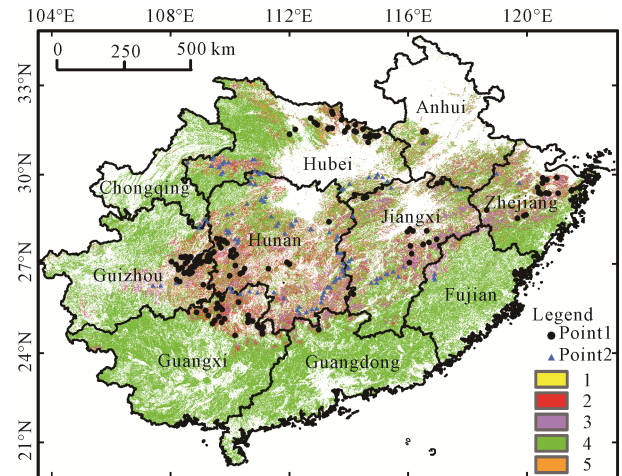 104°E 108°E 112°E 116°E 120°E
0 250 500 km
33°N
Anhui
Hubei
30°N
Chongqing
Zhejiang
Jiangxi
Hunan
27°N
Guizhou
Fujian
Legend
Point1
Point2
24°N
Guangxi
Guangdong
1
2
3
21°N
4
5